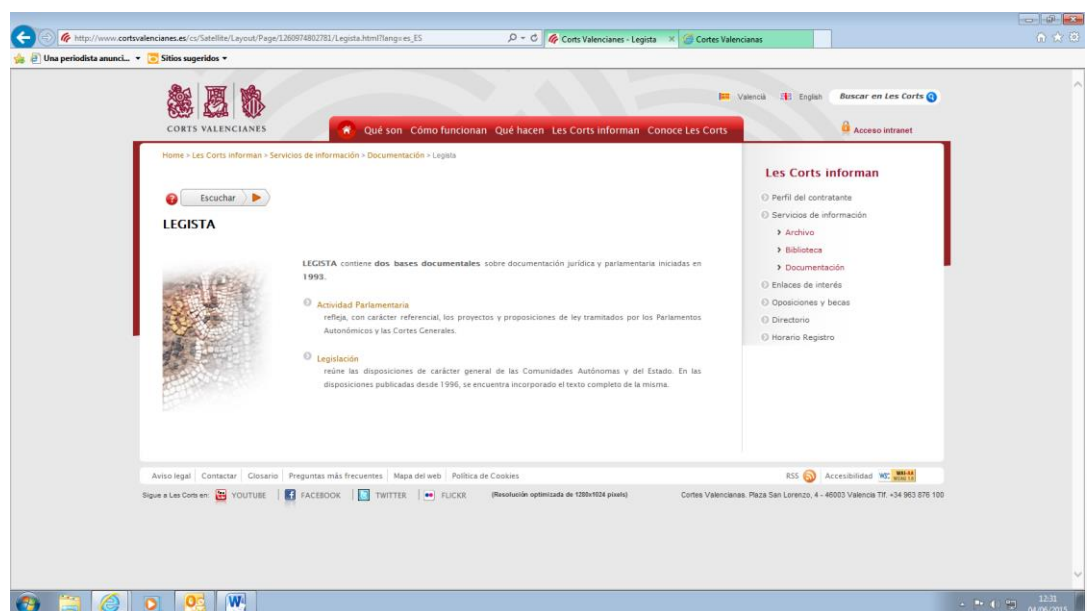 http://www.cortsvalencianes.es/cs/Satellite/Layout/Page/1260974802781/Legista.html?lang=es_ES
Corts Valencianes - Legista
Cortes Valencianas
Una periodista anunci...
Sitios sugeridos
CORTS VALENCIANES
Valencià
English
Buscar en Les Corts
Qué son Cómo funcionan Qué hacen Les Corts informan Conoce Les Corts
Acceso intranet
Home > Les Corts informan > Servicios de información > Documentación > Legista
Escuchar
LEGISTA
LEGISTA contiene dos bases documentales sobre documentación jurídica y parlamentaria iniciadas en
1993.
Actividad Parlamentaria
refleja, con carácter referencial, los proyectos y proposiciones de ley tramitados por los Parlamentos
Autonómicos y las Cortes Generales.
Legislación
reúne las disposiciones de carácter general de las Comunidades Autónomas y del Estado. En las
disposiciones publicadas desde 1996, se encuentra incorporado el texto completo de la misma.
Les Corts informan
Perfil del contratante
Servicios de información
Archivo
Biblioteca
Documentación
Enlaces de interés
Oposiciones y becas
Directorio
Horario Registro
Aviso legal | Contactar | Glosario | Preguntas más frecuentes | Mapa del web | Política de Cookies
RSS
Accesibilidad
Sigue a Les Corts en: YOUTUBE | FACEBOOK | TWITTER | FLICKR (Resolución optimizada de 1280x1024 pixels)
Cortes Valencianas. Plaza San Lorenzo, 4 - 46003 Valencia Tlf. +34 963 876 100
12:31
04/06/2015